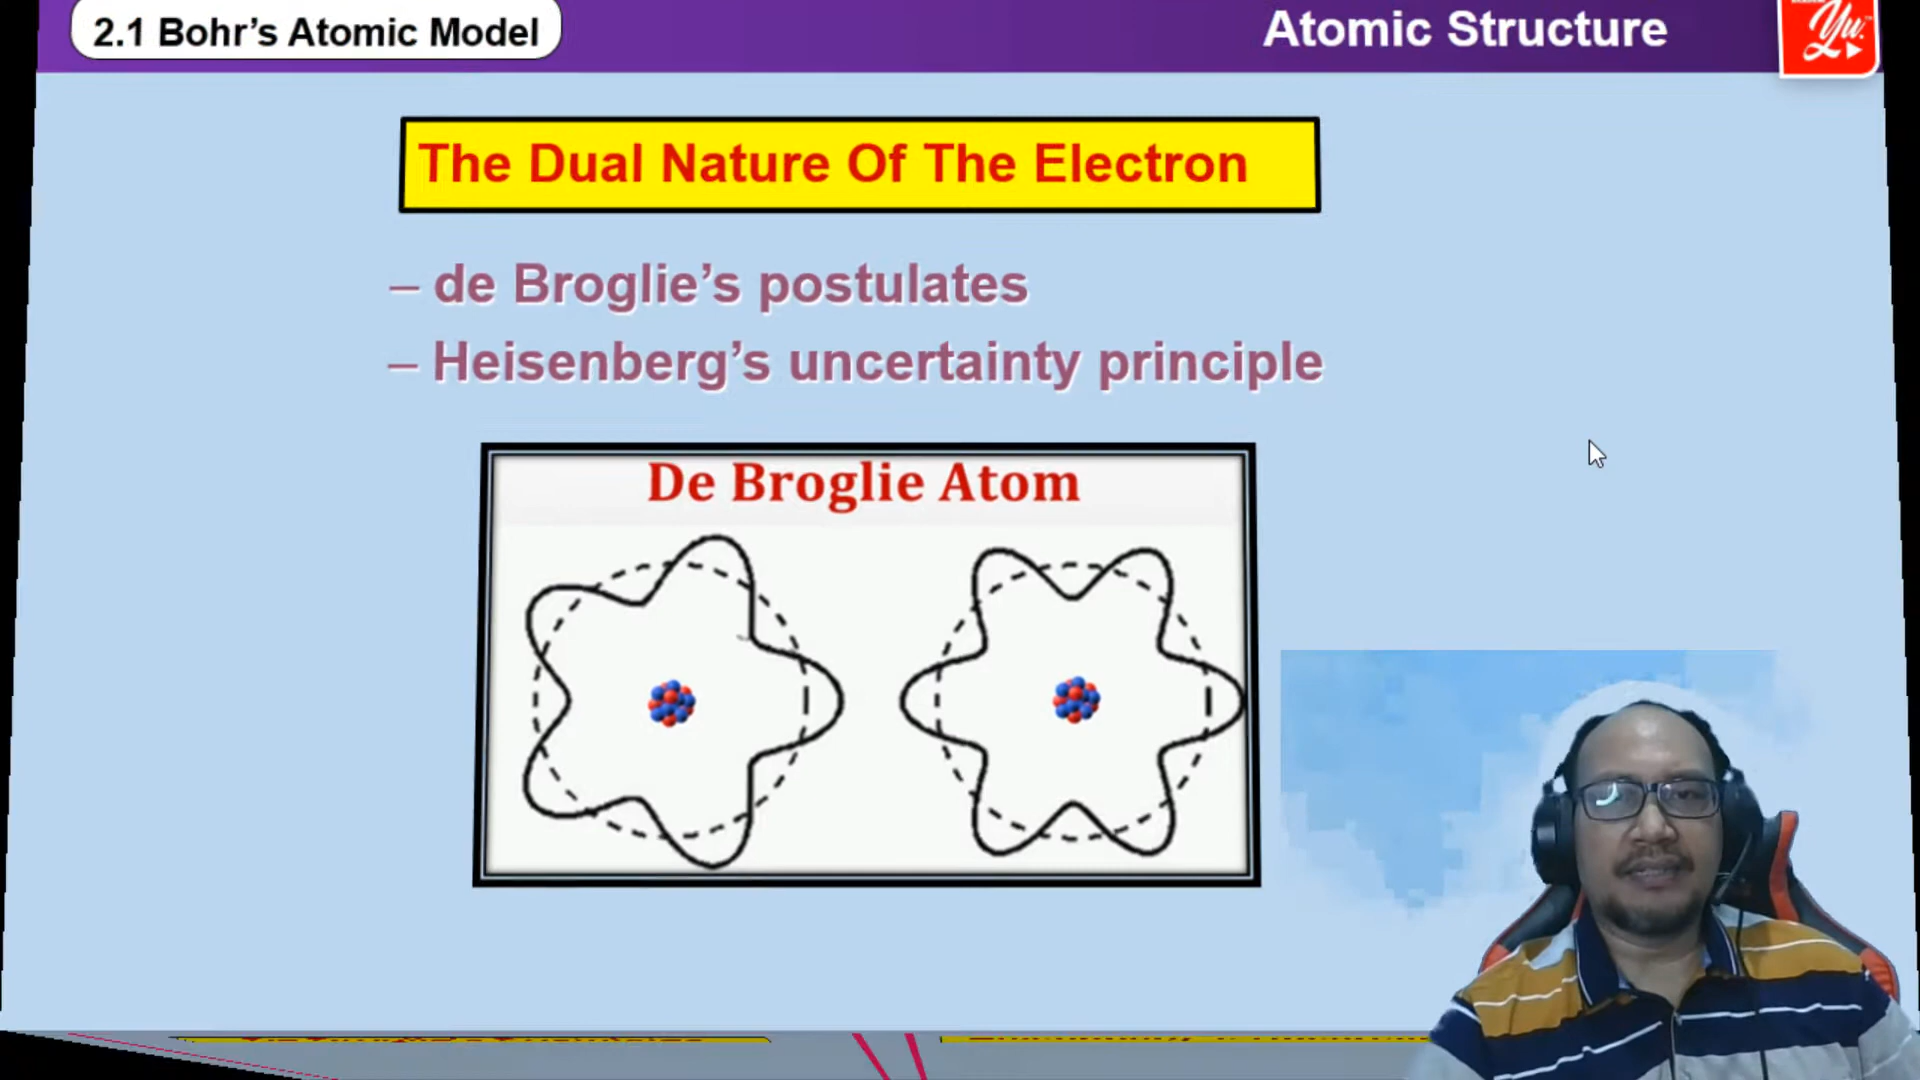 2.1 Bohr's Atomic Model
Atomic Structure
Yu
The Dual Nature Of The Electron
– de Broglie's postulates
– Heisenberg's uncertainty principle
De Broglie Atom